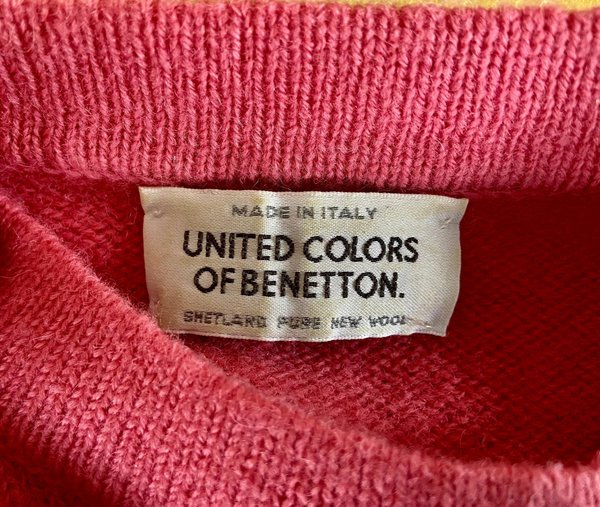 MADE IN ITALY
UNITED COLORS
OF BENETTON.
SHETLAND PURE NEW WOOL